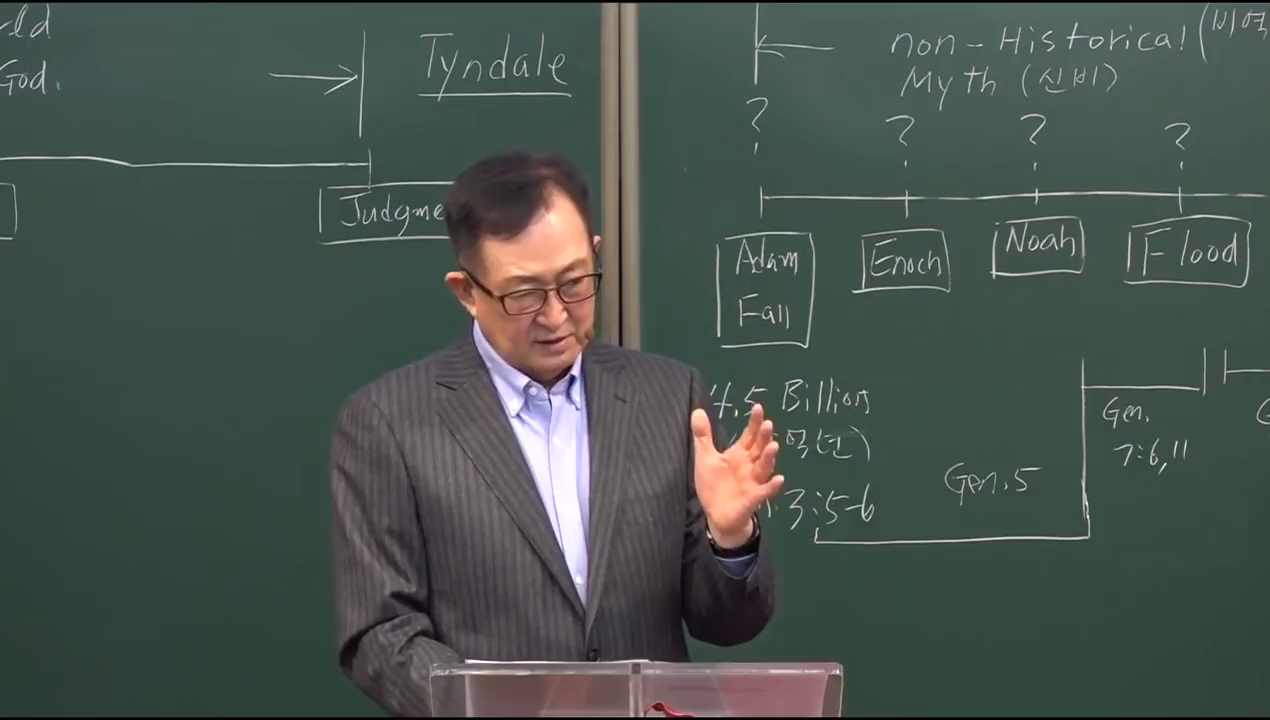 God.
Tyndale
Judgme
non-Historical
Myth (신비)
? ? ? ?
Adam
Fall
Enoch
Noah
Flood
4.5 Billion
3:5-6
Gen. 5
Gen.
7:6,11